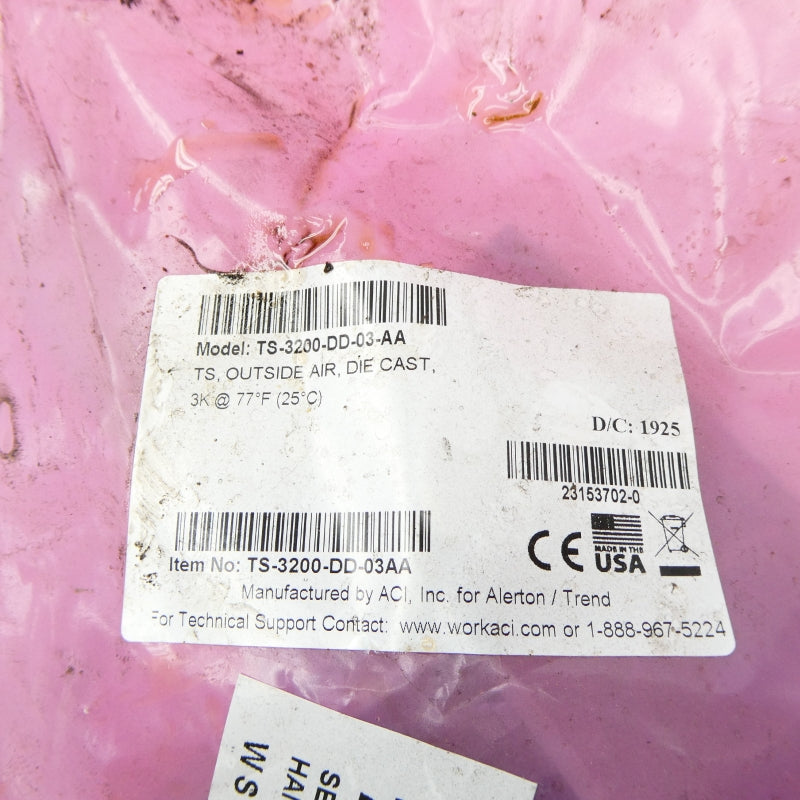 Model: TS-3200-DD-03-AA
TS, OUTSIDE AIR, DIE CAST,
3K @ 77°F (25°C)
D/C: 1925
23153702-0
CE
MADE IN THE
USA
Item No: TS-3200-DD-03AA
Manufactured by ACI, Inc. for Alerton / Trend
For Technical Support Contact: www.workaci.com or 1-888-967-5224